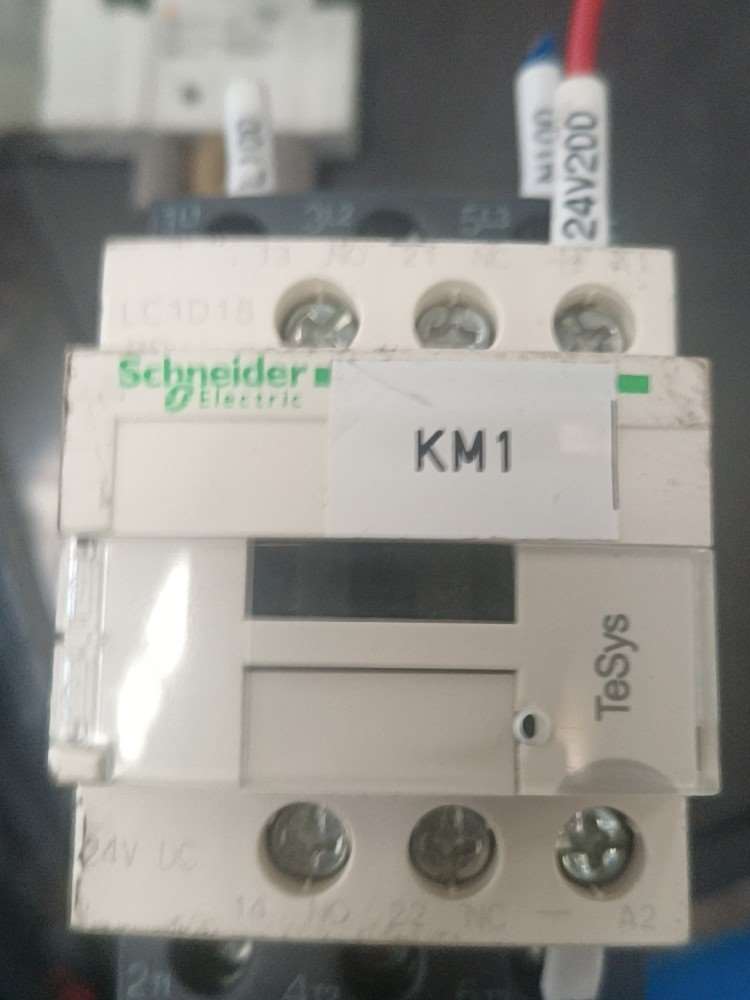 24V200
13 NO 21 NC A1
LC1D18
Schneider
Electric
KM1
TeSys
24V DC
14 NO 22 NC A2